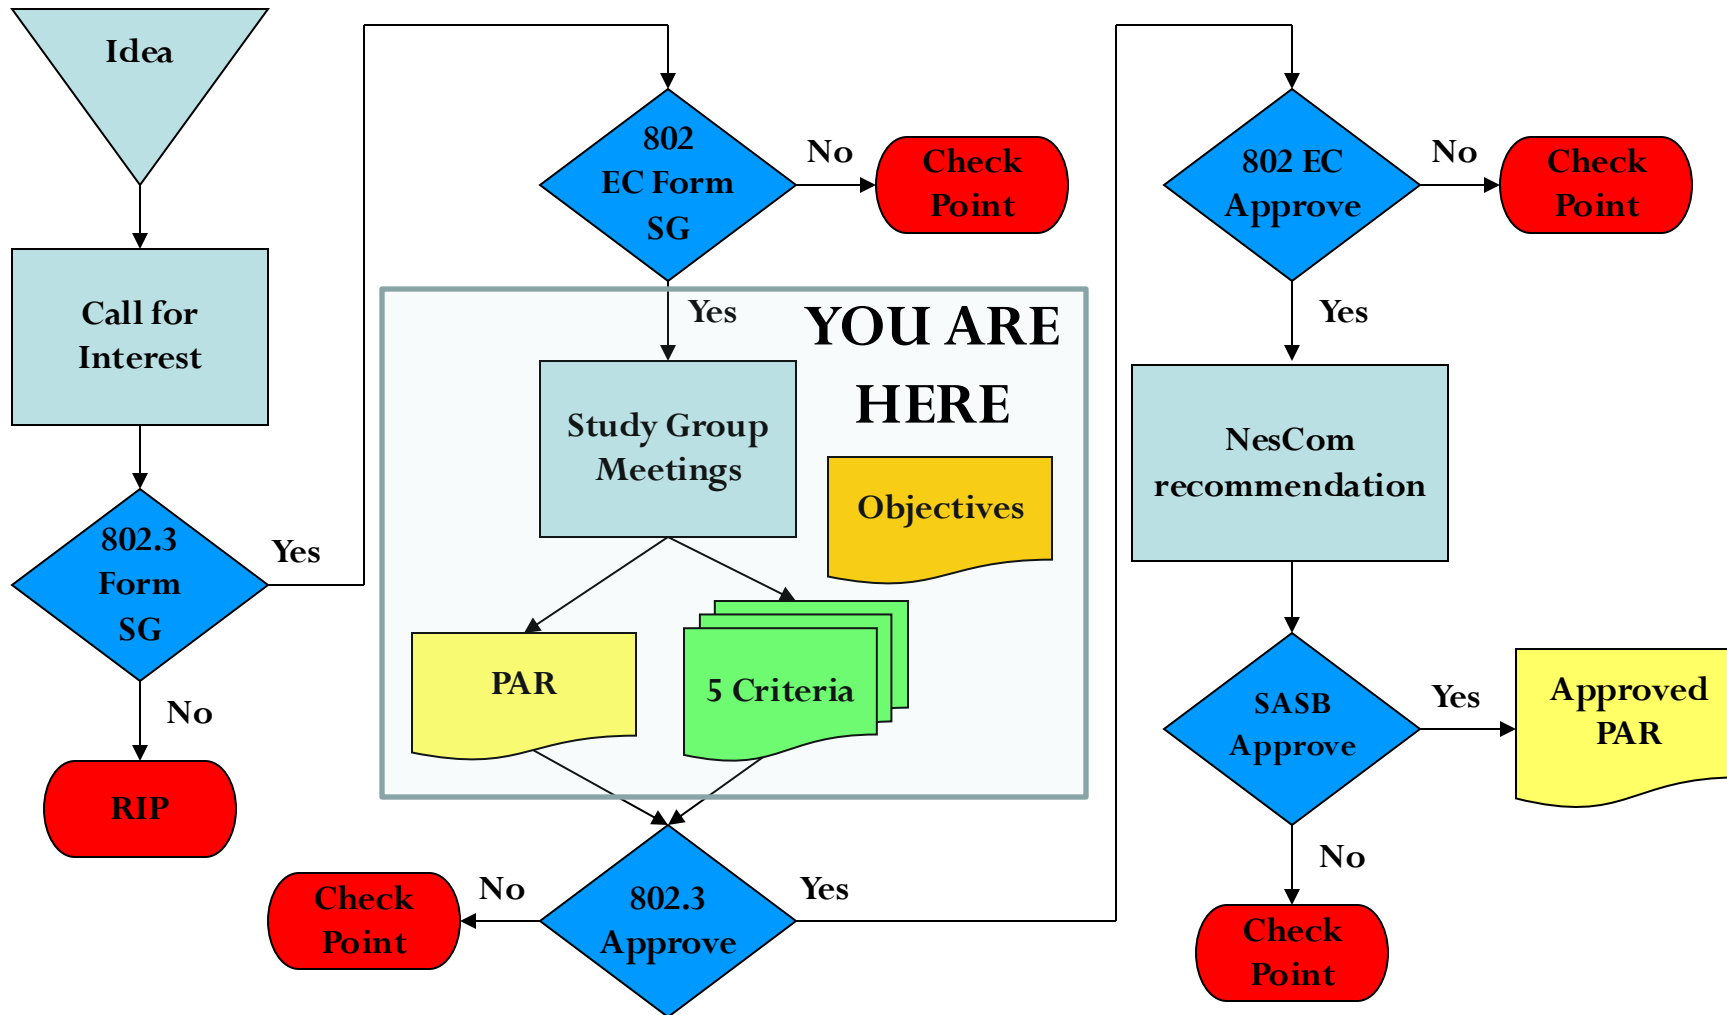 Idea
Call for
Interest
802.3
Form
SG
Yes
No
RIP
802
EC Form
SG
No
Check
Point
Yes
YOU ARE
HERE
Study Group
Meetings
Objectives
PAR
5 Criteria
802.3
Approve
No
Check
Point
Yes
802 EC
Approve
No
Check
Point
Yes
NesCom
recommendation
SASB
Approve
Yes
Approved
PAR
No
Check
Point